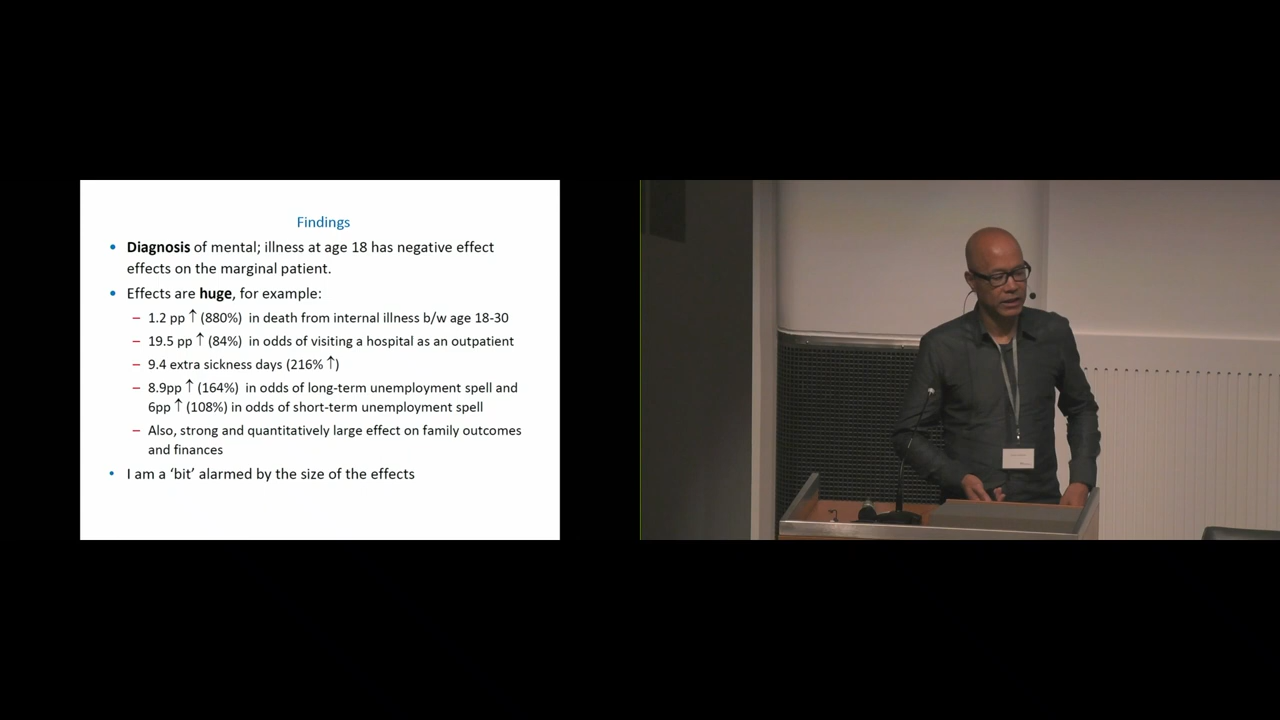 Findings
• Diagnosis of mental; illness at age 18 has negative effect
effects on the marginal patient.
• Effects are huge, for example:
– 1.2 pp ↑ (880%) in death from internal illness b/w age 18-30
– 19.5 pp ↑ (84%) in odds of visiting a hospital as an outpatient
– 9.4 extra sickness days (216% ↑)
– 8.9pp ↑ (164%) in odds of long-term unemployment spell and
6pp ↑ (108%) in odds of short-term unemployment spell
– Also, strong and quantitatively large effect on family outcomes
and finances
• I am a ‘bit’ alarmed by the size of the effects